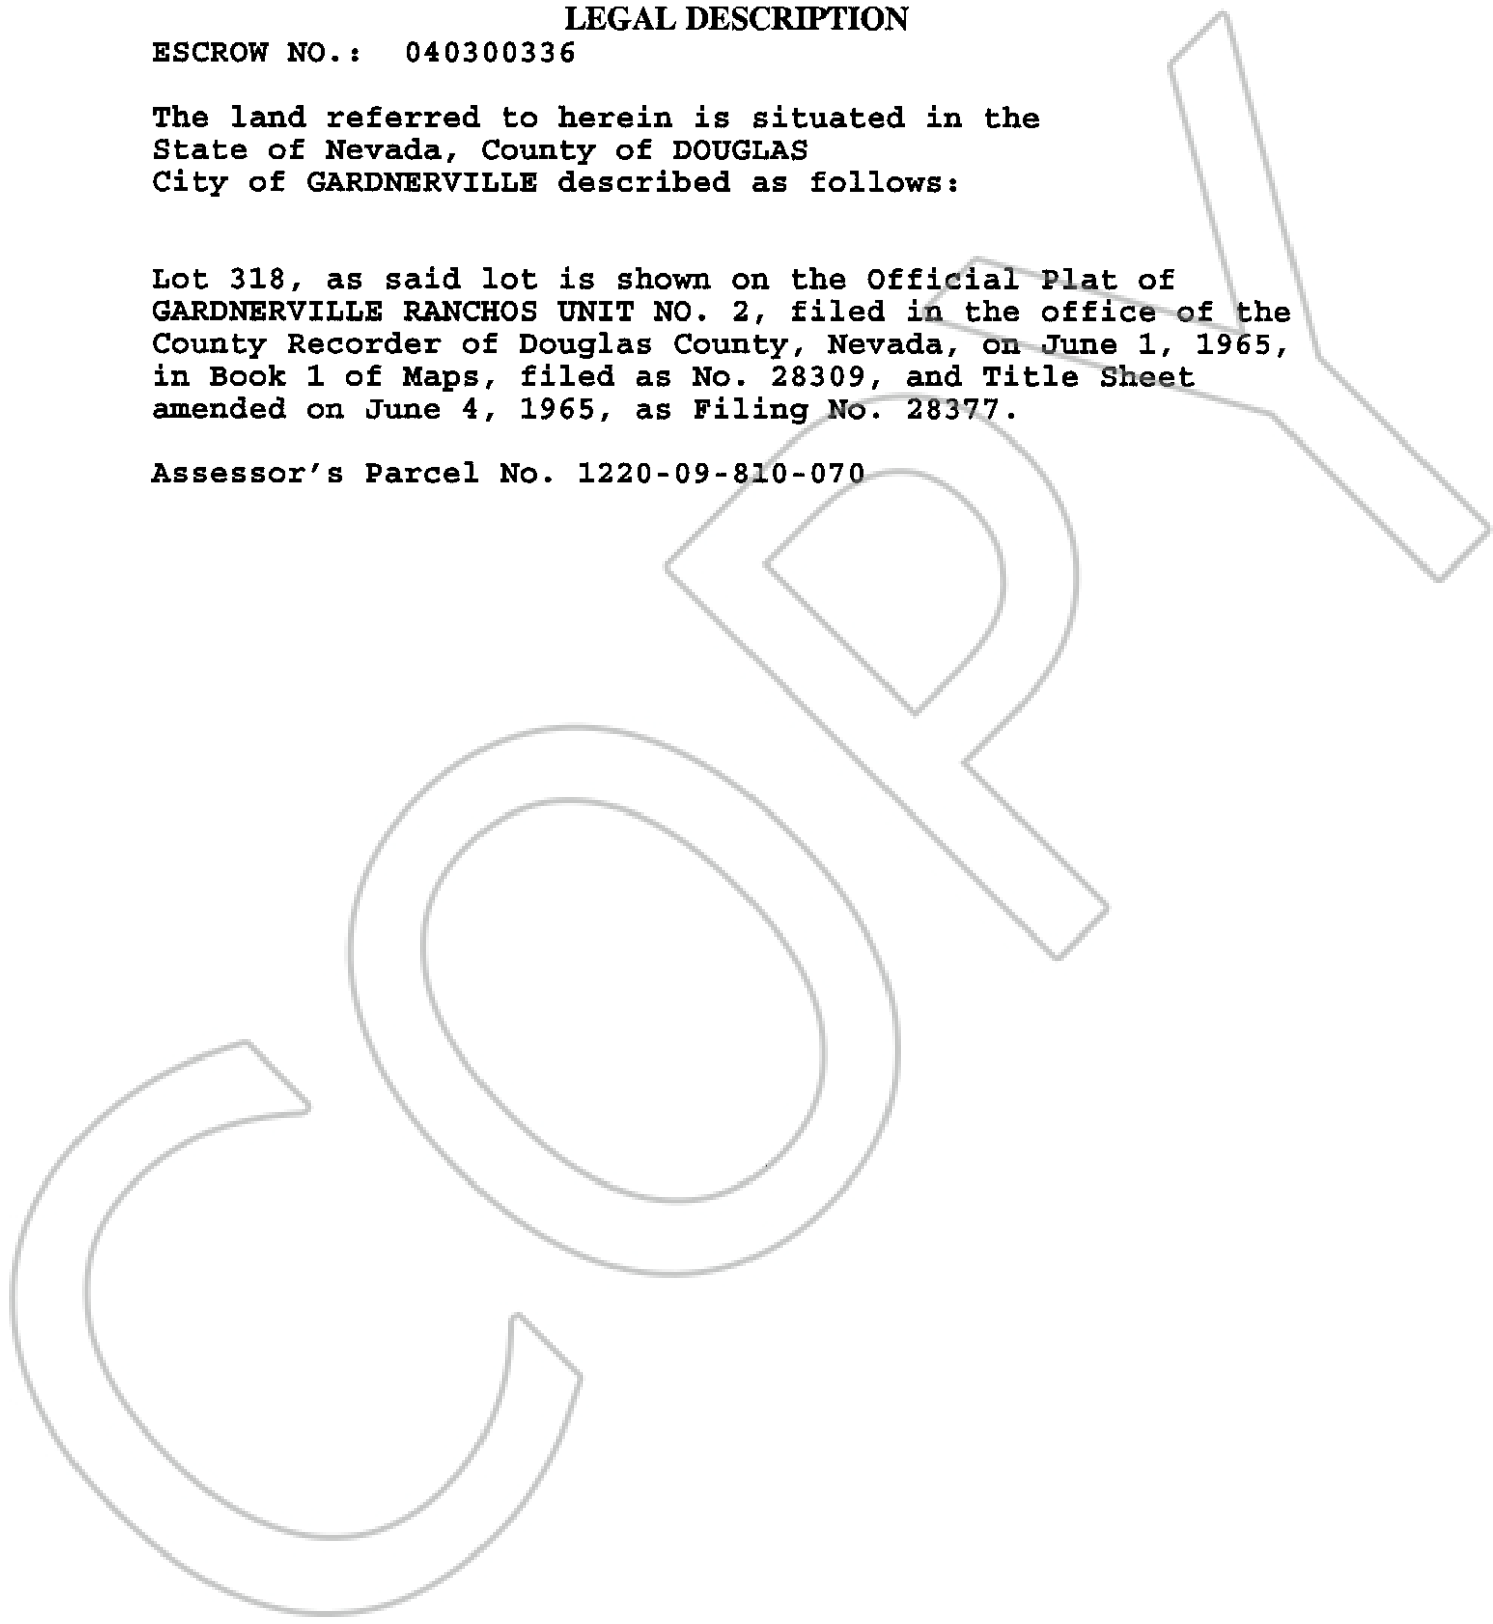 LEGAL DESCRIPTION
ESCROW NO.: 040300336
The land referred to herein is situated in the
State of Nevada, County of DOUGLAS
City of GARDNERVILLE described as follows:
Lot 318, as said lot is shown on the Official Plat of
GARDNERVILLE RANCHOS UNIT NO. 2, filed in the office of the
County Recorder of Douglas County, Nevada, on June 1, 1965,
in Book 1 of Maps, filed as No. 28309, and Title Sheet
amended on June 4, 1965, as Filing No. 28377.
Assessor's Parcel No. 1220-09-810-070
COPY